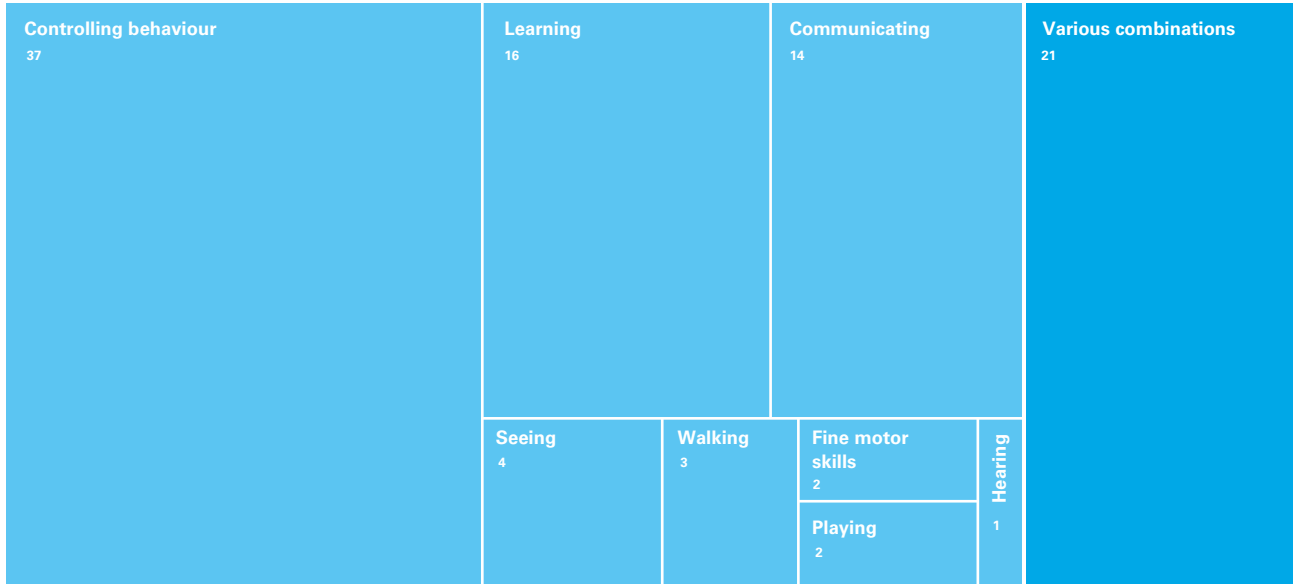 Controlling behaviour
37
Learning
16
Communicating
14
Various combinations
21
Seeing
4
Walking
3
Fine motor
skills
2
Playing
2
Hearing
1